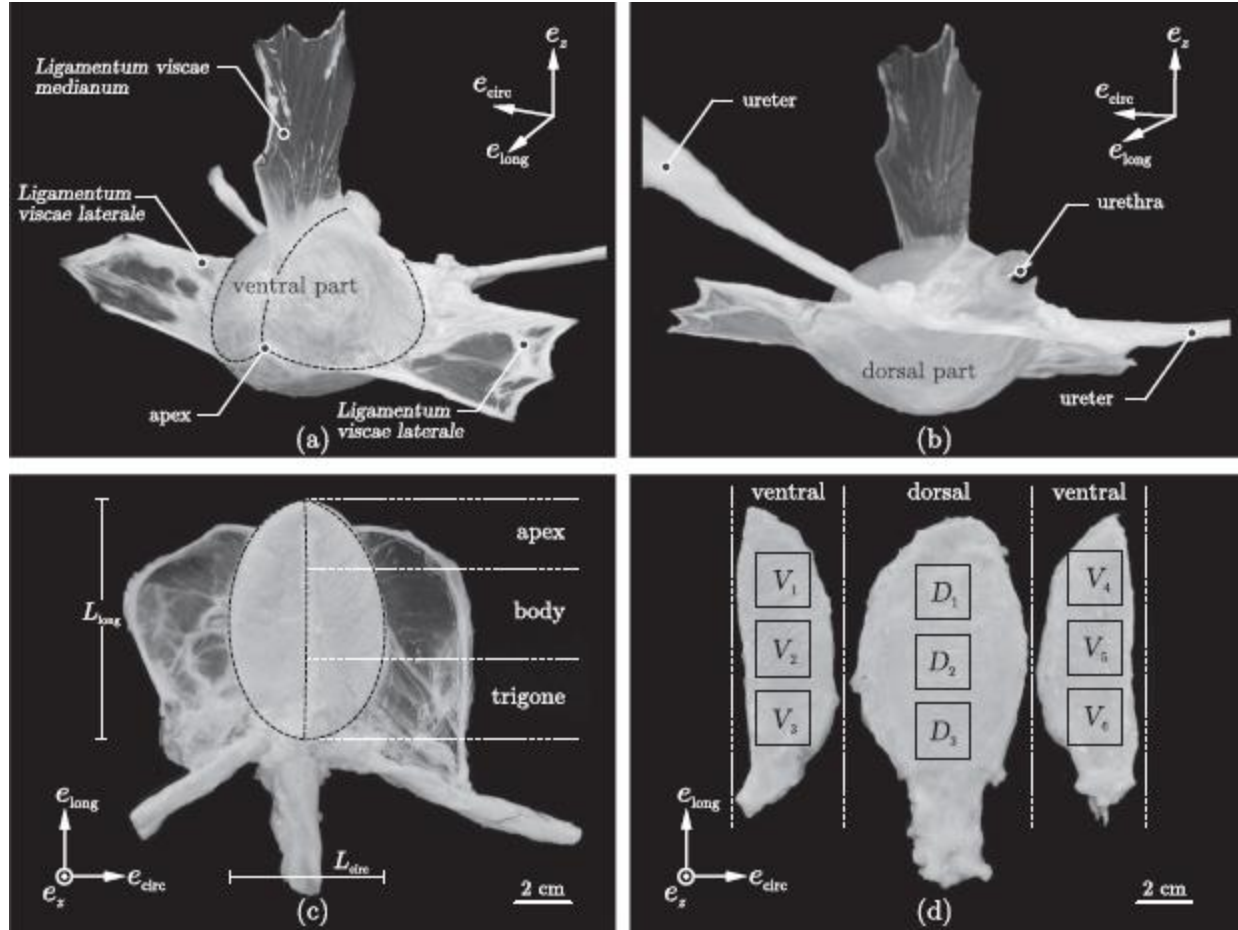 Ligamentum viscae
medianum
e_z
e_circ
e_long
Ligamentum
viscae laterale
ventral part
apex
Ligamentum
viscae laterale
(a)
e_z
ureter
e_circ
e_long
urethra
dorsal part
ureter
(b)
apex
L_long
body
trigone
e_long
L_circ
e_z
e_circ
2 cm
(c)
ventral
dorsal
ventral
V_1
D_1
V_4
V_2
D_2
V_5
V_3
D_3
V_6
e_long
e_z
e_circ
2 cm
(d)